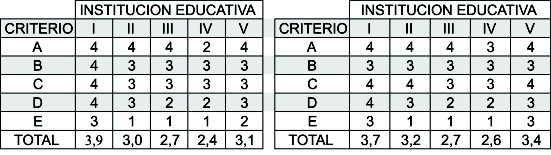 INSTITUCION EDUCATIVA
CRITERIO I II III IV V
A 4 4 4 2 4
B 4 3 3 3 3
C 4 3 3 3 3
D 4 3 2 2 3
E 3 1 1 1 2
TOTAL 3,9 3,0 2,7 2,4 3,1
INSTITUCION EDUCATIVA
CRITERIO I II III IV V
A 4 4 4 3 4
B 3 3 3 3 3
C 4 4 3 3 4
D 4 3 2 2 3
E 3 1 1 1 3
TOTAL 3,7 3,2 2,7 2,6 3,4